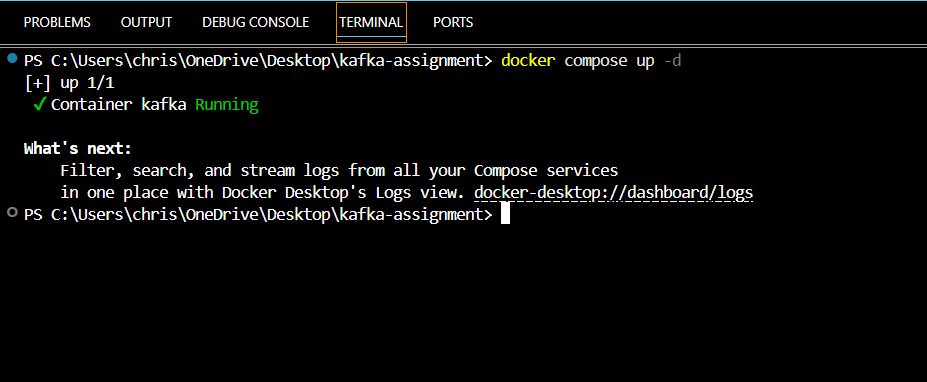 PROBLEMS OUTPUT DEBUG CONSOLE TERMINAL PORTS
PS C:\Users\chris\OneDrive\Desktop\kafka-assignment> docker compose up -d
[+] up 1/1
✓ Container kafka Running
What's next:
Filter, search, and stream logs from all your Compose services
in one place with Docker Desktop's Logs view. docker-desktop://dashboard/logs
PS C:\Users\chris\OneDrive\Desktop\kafka-assignment>